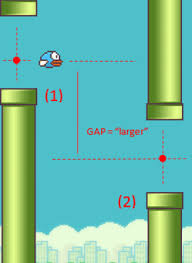 (1)
GAP = "larger"
(2)